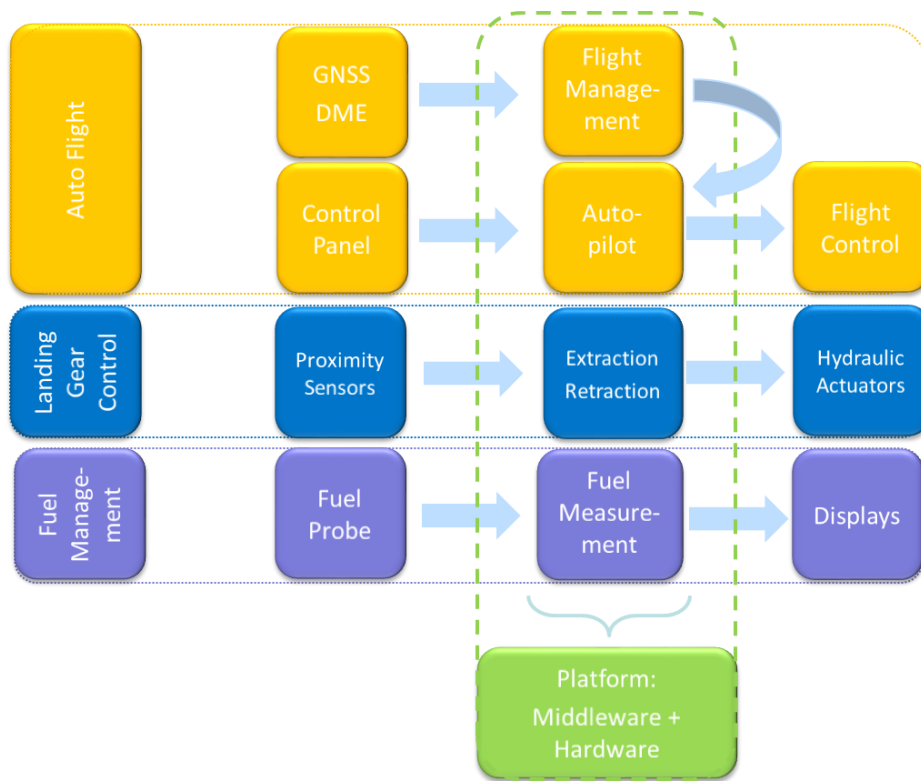 Auto Flight
GNSS
DME
Flight
Manage-
ment
Control
Panel
Auto-
pilot
Flight
Control
Landing
Gear
Control
Proximity
Sensors
Extraction
Retraction
Hydraulic
Actuators
Fuel
Manage-
ment
Fuel
Probe
Fuel
Measure-
ment
Displays
Platform:
Middleware +
Hardware